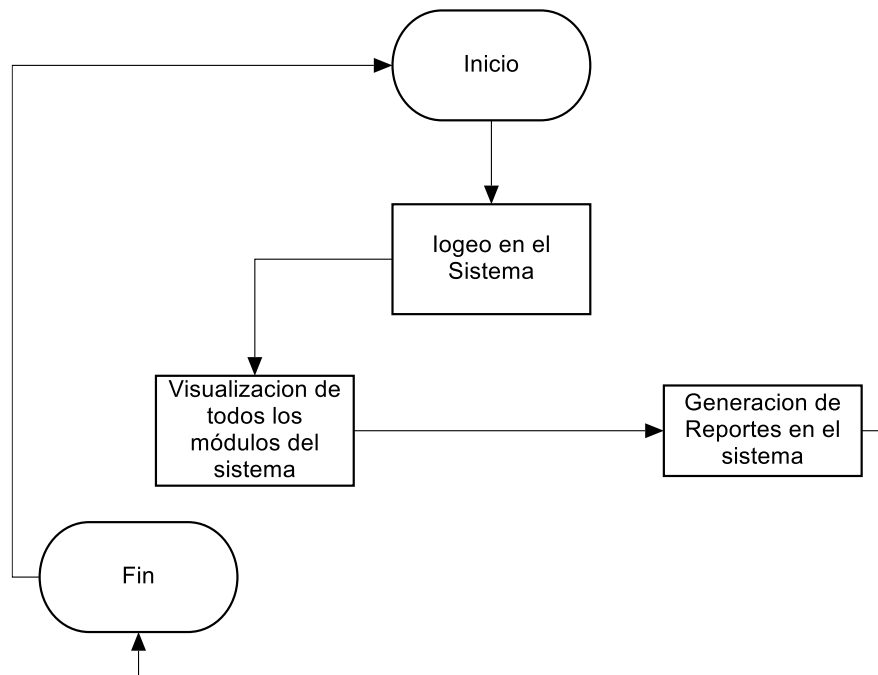 Inicio
logeo en el
Sistema
Visualizacion de
todos los
módulos del
sistema
Generacion de
Reportes en el
sistema
Fin